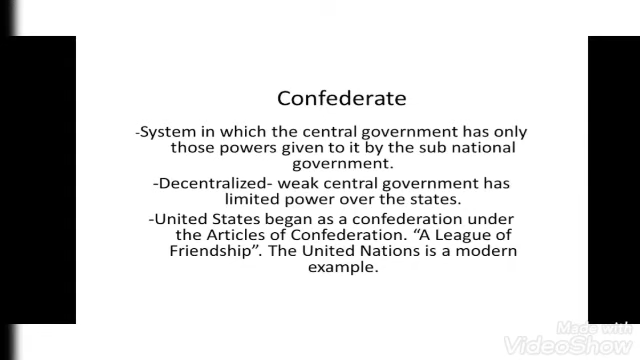 Confederate
-System in which the central government has only
those powers given to it by the sub national
government.
-Decentralized- weak central government has
limited power over the states.
-United States began as a confederation under
the Articles of Confederation. “A League of
Friendship”. The United Nations is a modern
example.
Made with
VideoShow